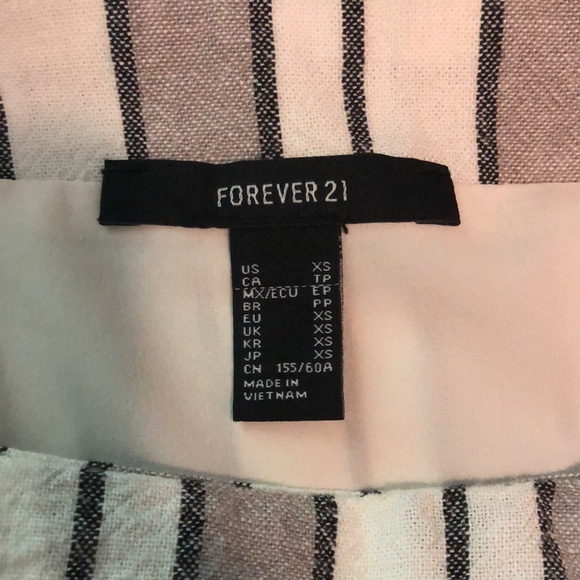 FOREVER 21
US XS
CA TP
MX/ECU EP
BR PP
EU XS
UK XS
KR XS
JP XS
CN 155/60A
MADE IN
VIETNAM